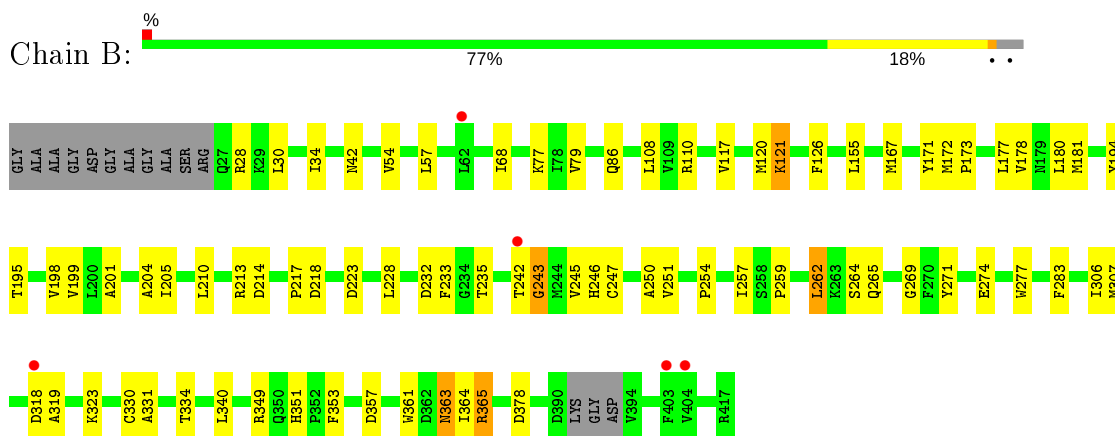 %
Chain B:
77% 18% • •
GLY ALA ALA GLY ASP GLY ALA GLY ALA SER ARG Q27 R28 K29 L30 I34 N42 V54 L57 L62 I68 K77 I78 V79 Q86 L108 V109 R110 V117 M120 K121 F126 L155 M167 Y171 M172 P173 L177 V178 N179 L180 M181 Y194
T195 V198 V199 L200 A201 A204 I205 L210 R213 D214 P217 D218 D223 L228 D232 F233 G234 T235 T242 G243 M244 V245 H246 C247 A250 V251 P254 I257 S258 P259 L262 K263 S264 Q265 G269 F270 Y271 E274 W277 F283 I306 M307
D318 A319 K323 C330 A331 T334 L340 R349 Q350 H351 P352 F353 D357 W361 D362 N363 I364 R365 D378 D390 LYS GLY ASP V394 F403 V404 R417